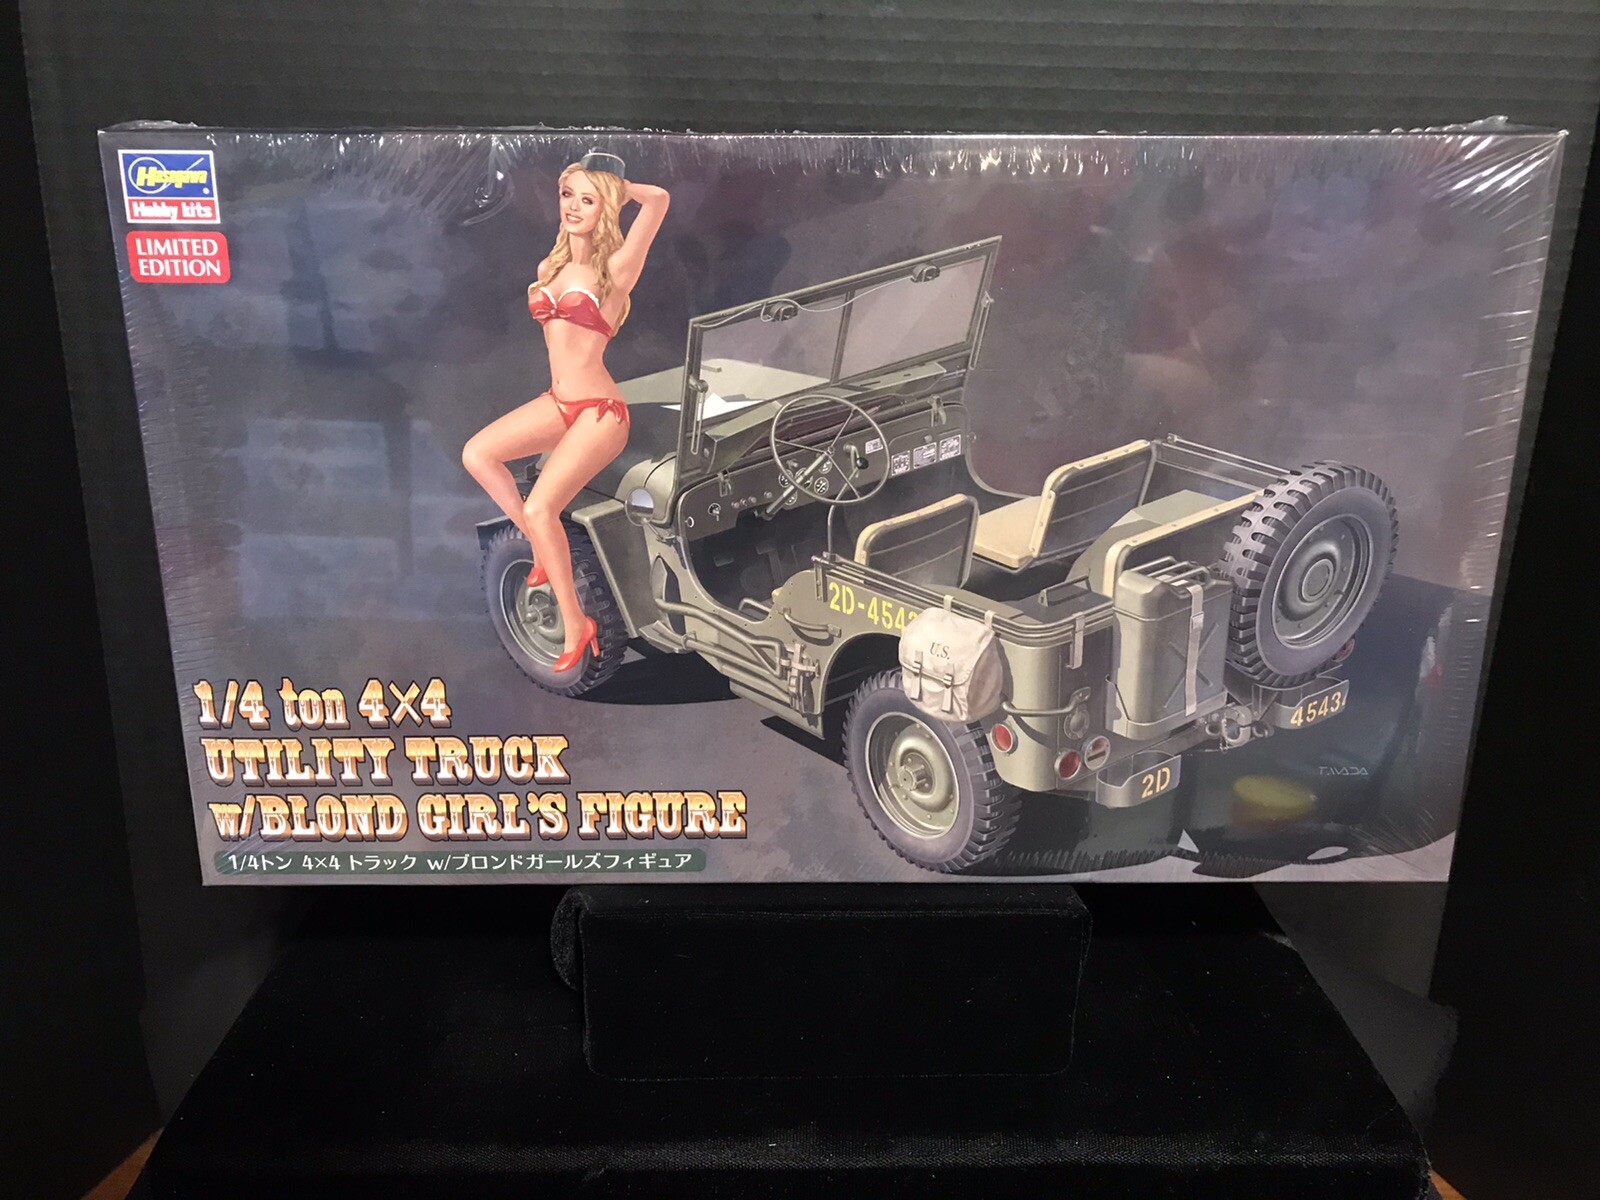 Hasegawa
Hobby kits
LIMITED
EDITION
2D-454
U.S.
4543
2D
T.WADA
1/4 ton 4×4
UTILITY TRUCK
w/BLOND GIRL'S FIGURE
1/4トン 4×4 トラック w/ブロンドガールズフィギュア